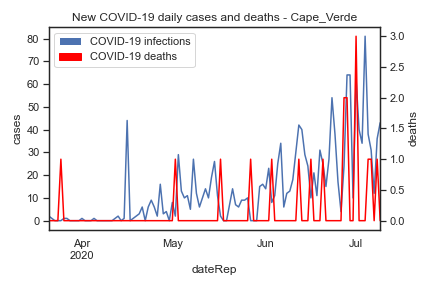 New COVID-19 daily cases and deaths - Cape_Verde
COVID-19 infections
COVID-19 deaths
80
70
60
50
40
30
20
10
0
cases
3.0
2.5
2.0
1.5
1.0
0.5
0.0
deaths
Apr May Jun Jul
2020
dateRep